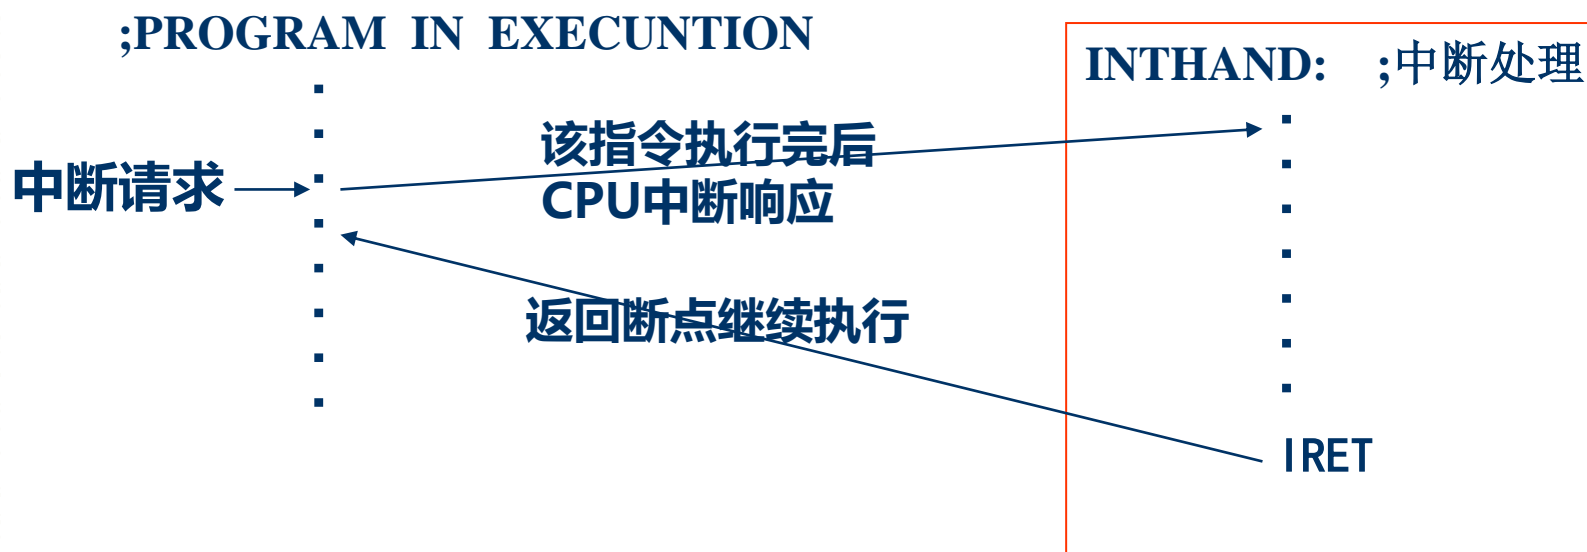 ;PROGRAM IN EXECUNTION
INTHAND: ;中断处理
该指令执行完后
中断请求
CPU中断响应
返回断点继续执行
IRET